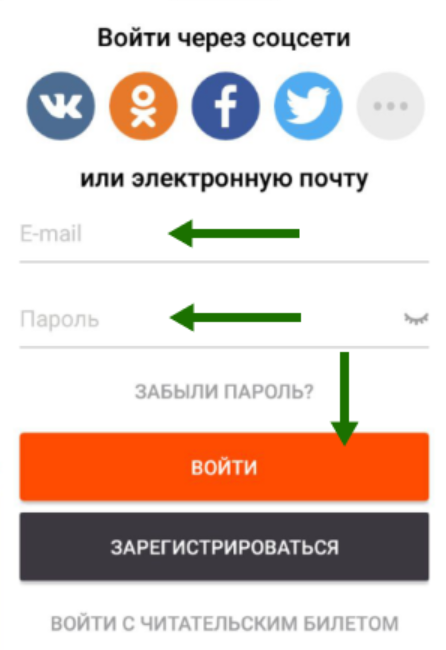 Войти через соцсети
или электронную почту
E-mail
Пароль
ЗАБЫЛИ ПАРОЛЬ?
ВОЙТИ
ЗАРЕГИСТРИРОВАТЬСЯ
ВОЙТИ С ЧИТАТЕЛЬСКИМ БИЛЕТОМ